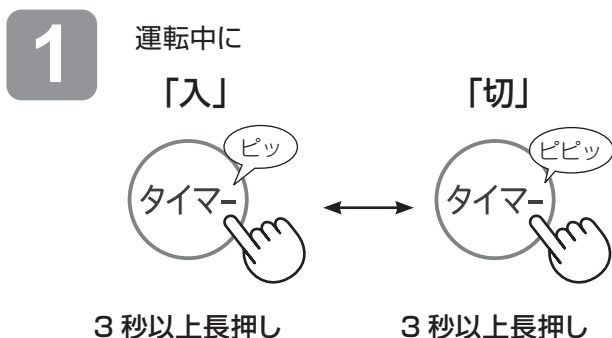 1
運転中に
「入」 「切」
ピッ ピピッ
タイマー タイマー
3 秒以上長押し 3 秒以上長押し